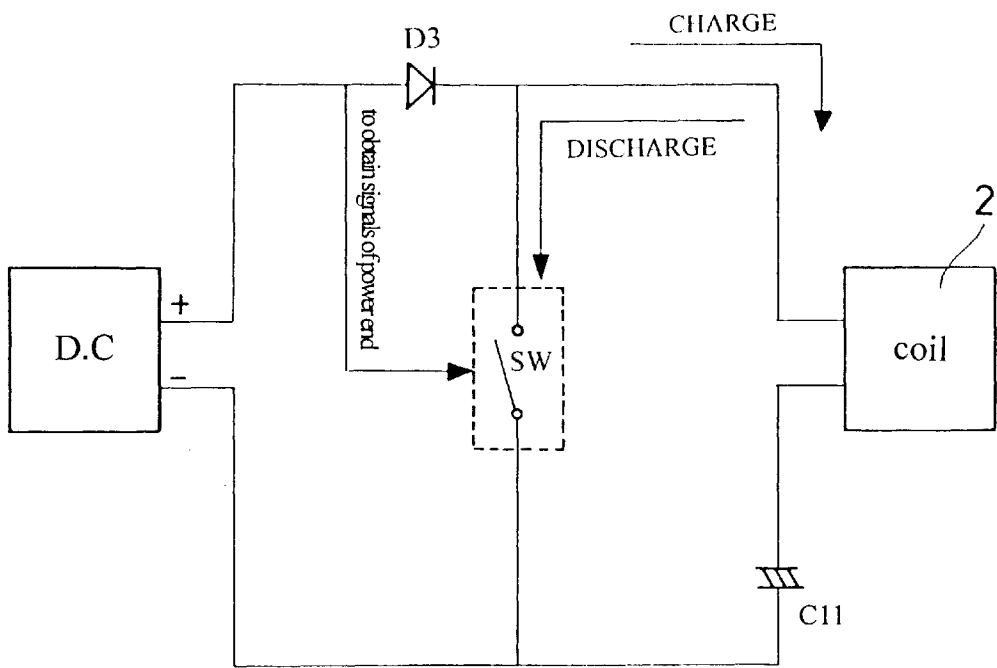 CHARGE
D3
DISCHARGE
to obtain signals of power end
2
+
D.C
SW
coil
−
C11